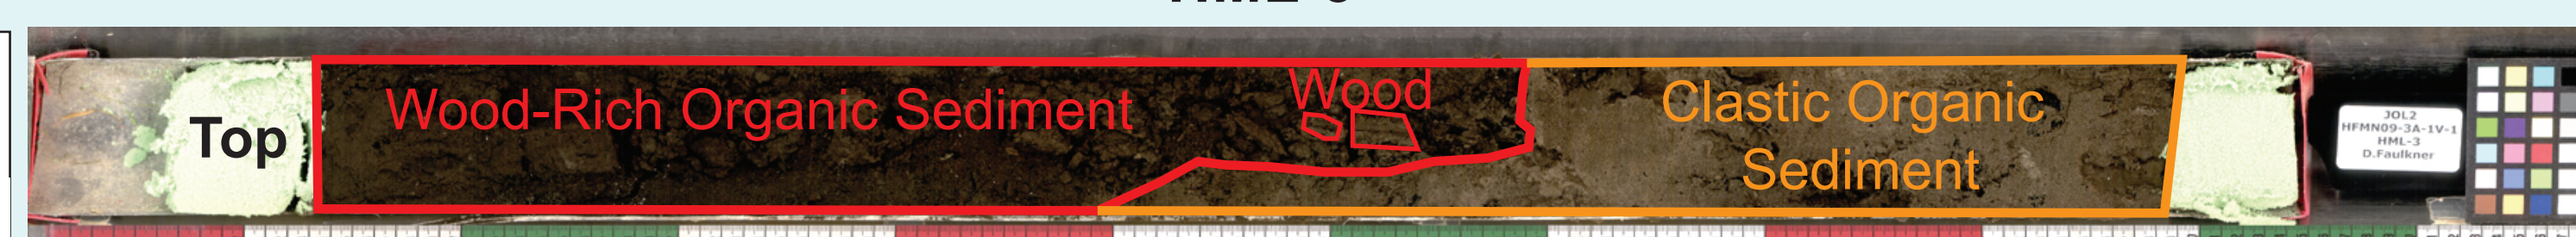 Top
Wood-Rich Organic Sediment
Wood
Clastic Organic
Sediment
JOL2
HFMN09-3A-1V-1
HML-3
D.Faulkner